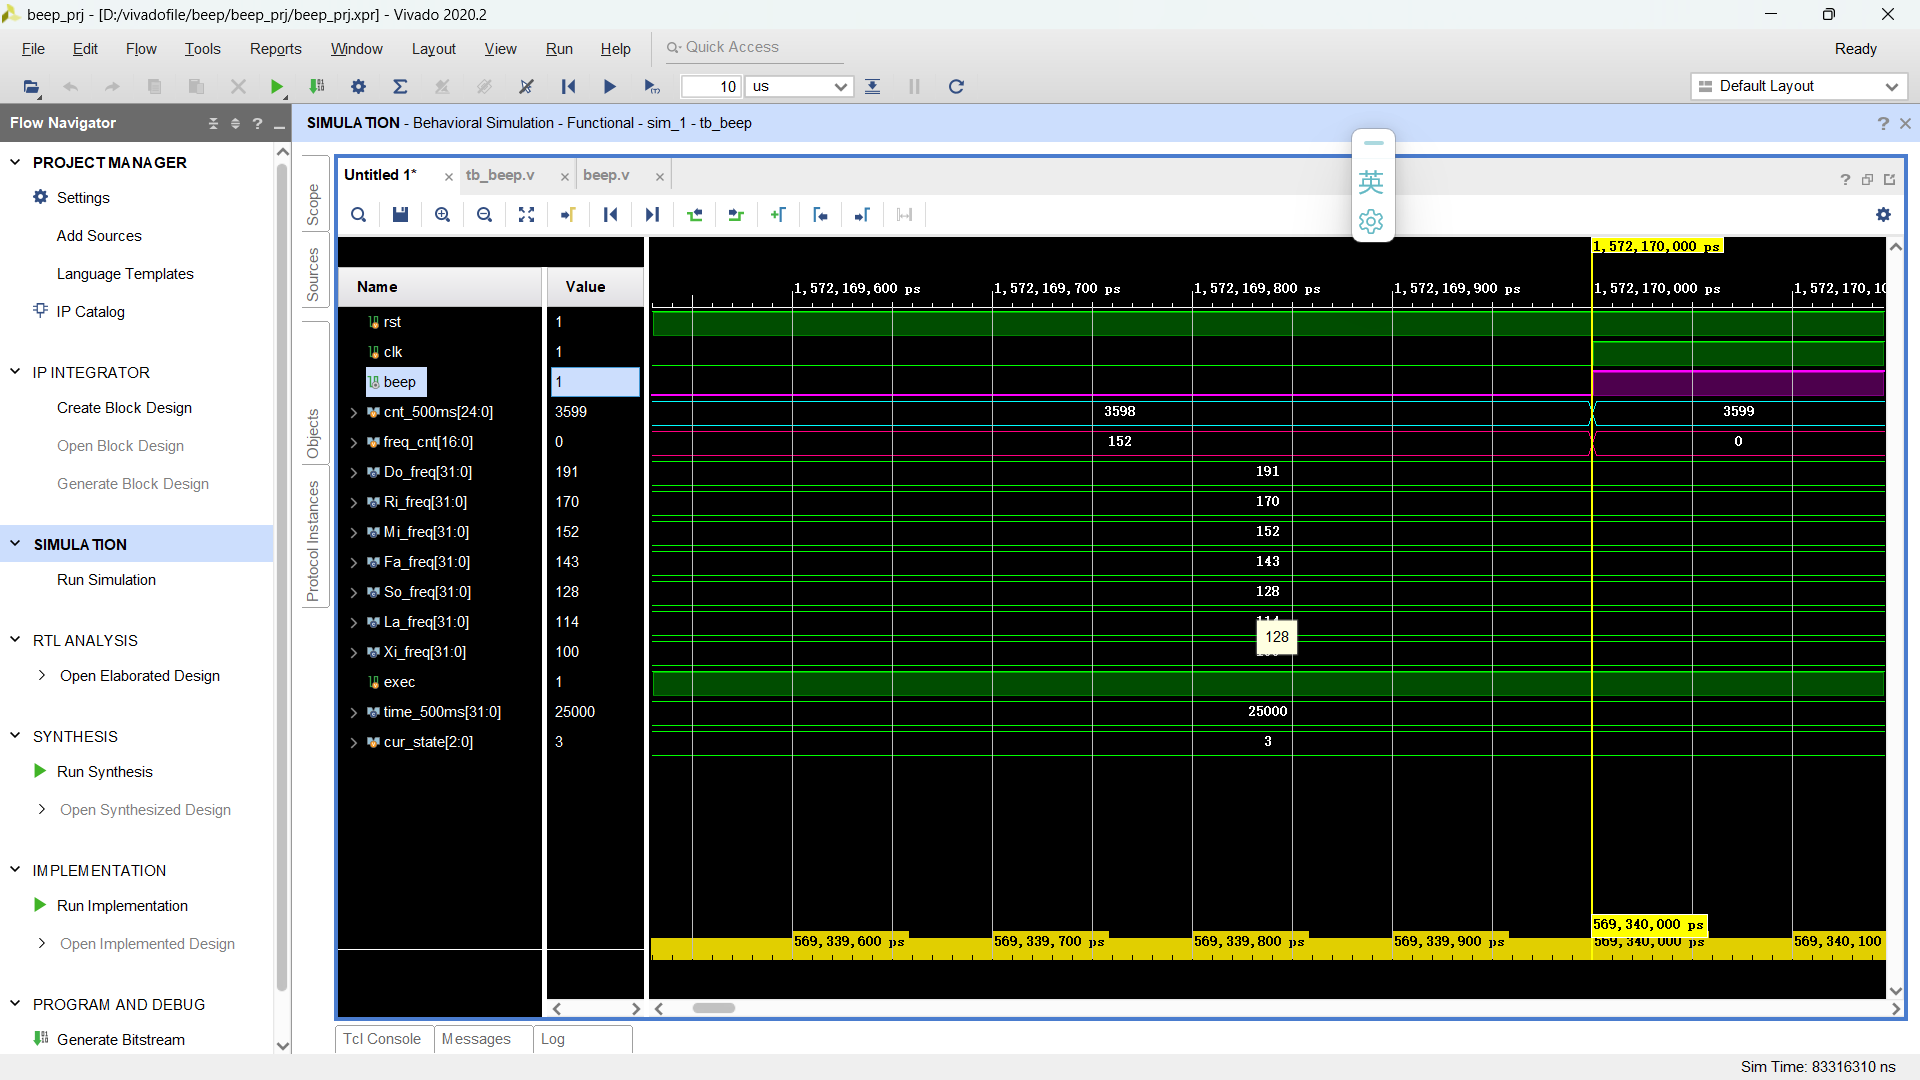 beep_prj - [D:/vivadofile/beep/beep_prj/beep_prj.xpr] - Vivado 2020.2
File Edit Flow Tools Reports Window Layout View Run Help Quick Access Ready
10 us Default Layout
Flow Navigator
SIMULATION - Behavioral Simulation - Functional - sim_1 - tb_beep
PROJECT MANAGER
Settings
Add Sources
Language Templates
IP Catalog
IP INTEGRATOR
Create Block Design
Open Block Design
Generate Block Design
SIMULATION
Run Simulation
RTL ANALYSIS
Open Elaborated Design
SYNTHESIS
Run Synthesis
Open Synthesized Design
IMPLEMENTATION
Run Implementation
Open Implemented Design
PROGRAM AND DEBUG
Generate Bitstream
Scope
Sources
Objects
Protocol Instances
Untitled 1* tb_beep.v beep.v
英
1,572,170,000 ps
Name Value
1,572,169,600 ps 1,572,169,700 ps 1,572,169,800 ps 1,572,169,900 ps 1,572,170,000 ps 1,572,170,10
rst 1
clk 1
beep 1
cnt_500ms[24:0] 3599 3598 3599
freq_cnt[16:0] 0 152 0
Do_freq[31:0] 191 191
Ri_freq[31:0] 170 170
Mi_freq[31:0] 152 152
Fa_freq[31:0] 143 143
So_freq[31:0] 128 128
La_freq[31:0] 114
128
Xi_freq[31:0] 100
exec 1
time_500ms[31:0] 25000 25000
cur_state[2:0] 3 3
569,340,000 ps
569,339,600 ps 569,339,700 ps 569,339,800 ps 569,339,900 ps 569,340,000 ps 569,340,100
Tcl Console Messages Log
Sim Time: 83316310 ns